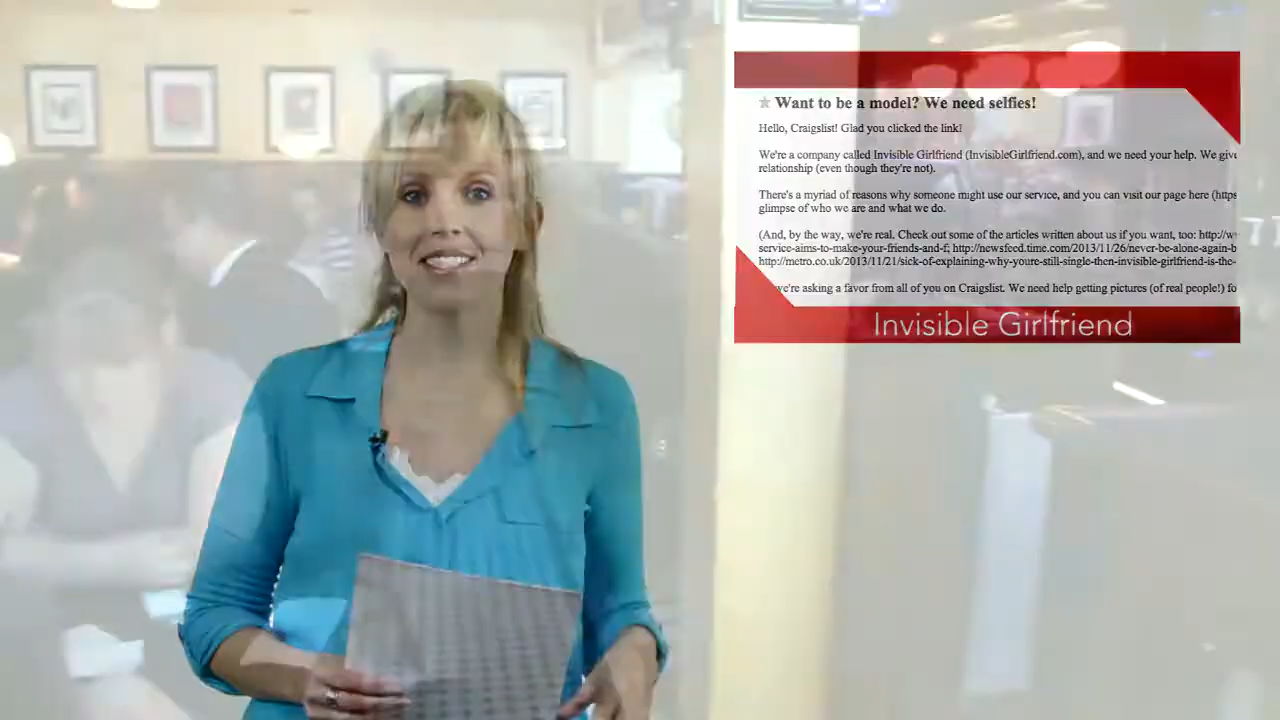 Want to be a model? We need selfies!
Hello, Craigslist! Glad you clicked the link!
We're a company called Invisible Girlfriend (InvisibleGirlfriend.com), and we need your help. We give
relationship (even though they're not).
There's a myriad of reasons why someone might use our service, and you can visit our page here (https
glimpse of who we are and what we do.
(And, by the way, we're real. Check out some of the articles written about us if you want, too: http://w
service-aims-to-make-your-friends-and-f; http://newsfeed.time.com/2013/11/26/never-be-alone-again-b
http://metro.co.uk/2013/11/21/sick-of-explaining-why-youre-still-single-then-invisible-girlfriend-is-the-
we're asking a favor from all of you on Craigslist. We need help getting pictures (of real people!) fo
Invisible Girlfriend